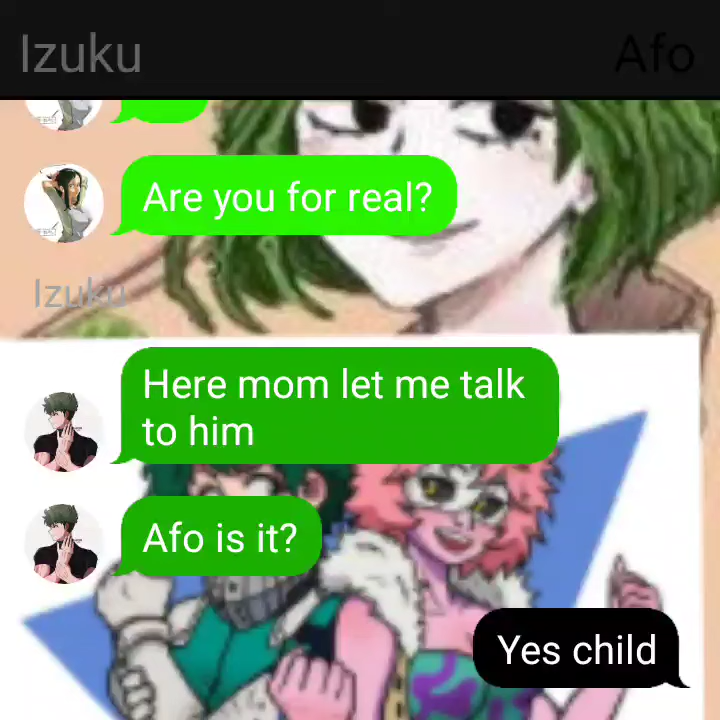 Izuku
Afo
Are you for real?
Izuku
Here mom let me talk
to him
Afo is it?
Yes child